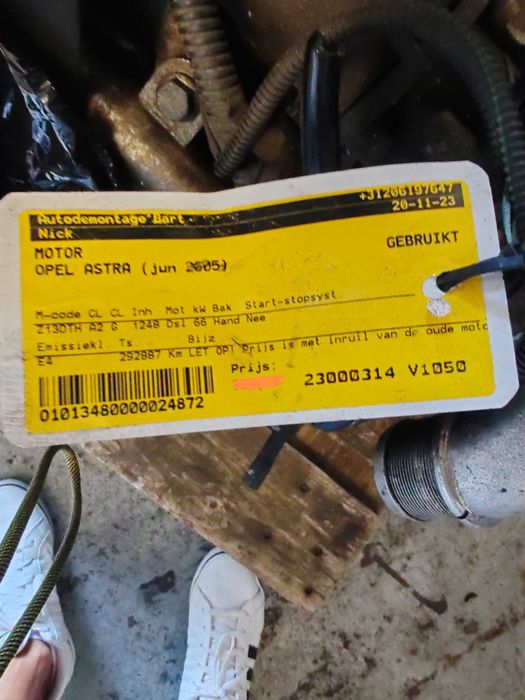 Autodemontage Bart
+31206197647
Nick
20-11-23
MOTOR
GEBRUIKT
OPEL ASTRA (jun 2605)
M-code CL CL Inh Mot kW Bak Start-stopsyst.
Z13DTH A2 G 1248 Dsl 66 Hand Nee
Emissiekl. Ts Bijz
E4 292887 Km LET OP! Prijs is met inruil van de oude moto
Prijs:
23000314 V1050
01013480000024872